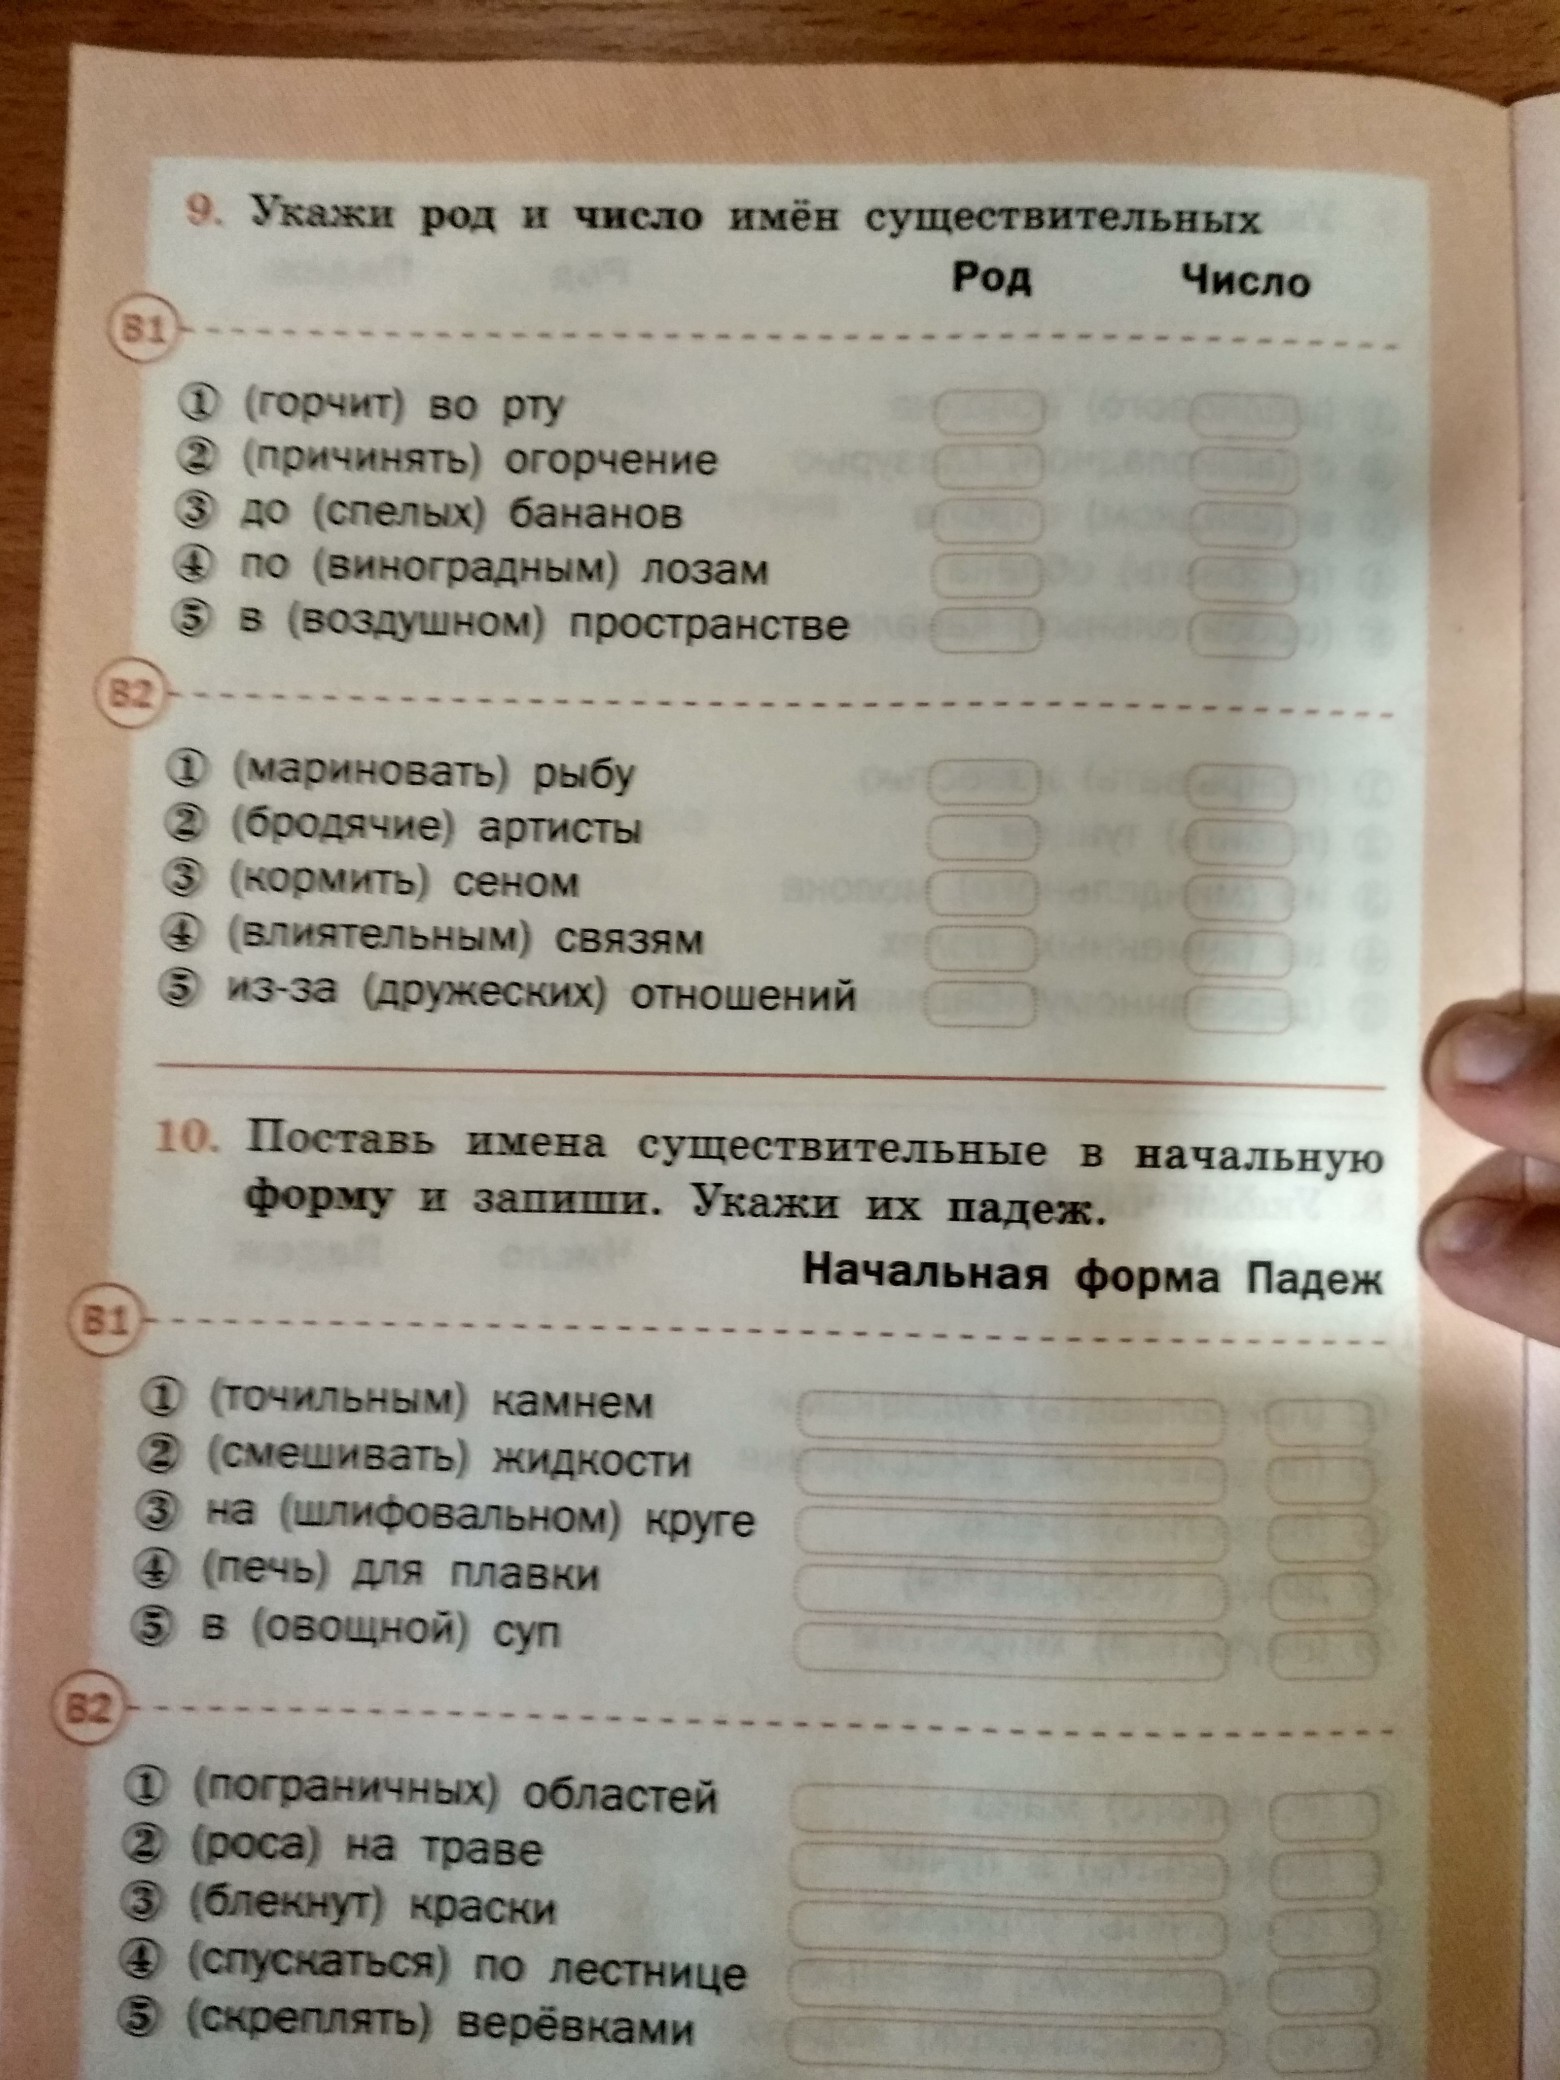 9. Укажи род и число имён существительных
Род Число
В1
① (горчит) во рту
② (причинять) огорчение
③ до (спелых) бананов
④ по (виноградным) лозам
⑤ в (воздушном) пространстве
В2
① (мариновать) рыбу
② (бродячие) артисты
③ (кормить) сеном
④ (влиятельным) связям
⑤ из-за (дружеских) отношений
10. Поставь имена существительные в начальную
форму и запиши. Укажи их падеж.
Начальная форма Падеж
В1
① (точильным) камнем
② (смешивать) жидкости
③ на (шлифовальном) круге
④ (печь) для плавки
⑤ в (овощной) суп
В2
① (пограничных) областей
② (роса) на траве
③ (блекнут) краски
④ (спускаться) по лестнице
⑤ (скреплять) верёвками